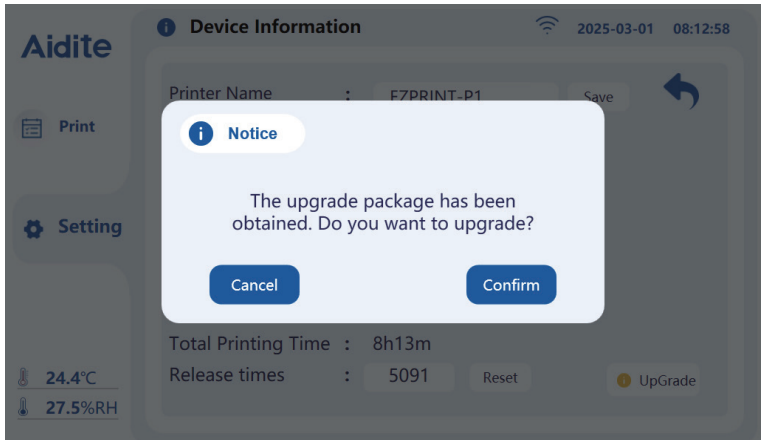 Aidite
Device Information
2025-03-01 08:12:58
Printer Name : EZPRINT-P1 Save
Print
Setting
Notice
The upgrade package has been
obtained. Do you want to upgrade?
Cancel Confirm
Total Printing Time : 8h13m
Release times : 5091 Reset UpGrade
24.4℃
27.5%RH